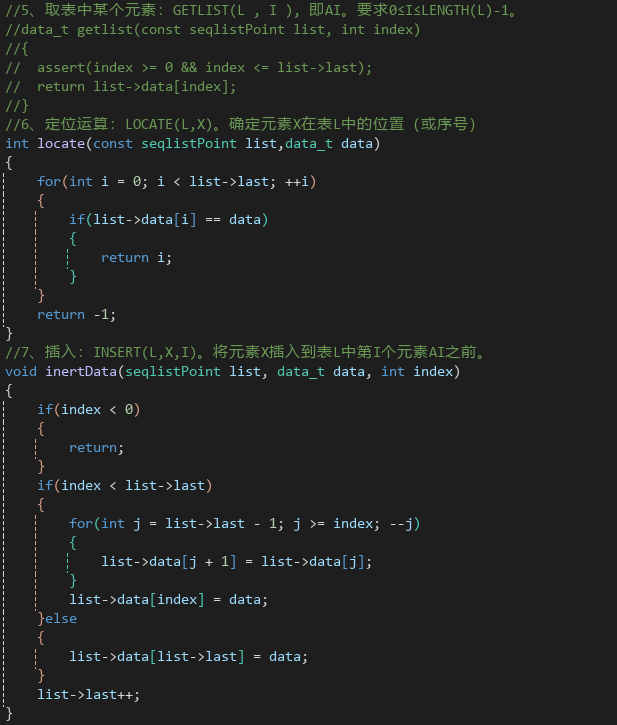 //5、取表中某个元素：GETLIST(L , I ), 即AI。要求0≤I≤LENGTH(L)-1。
//data_t getlist(const seqlistPoint list, int index)
//{
//  assert(index >= 0 && index <= list->last);
//  return list->data[index];
//}
//6、定位运算：LOCATE(L,X)。确定元素X在表L中的位置（或序号）
int locate(const seqlistPoint list,data_t data)
{
    for(int i = 0; i < list->last; ++i)
    {
        if(list->data[i] == data)
        {
            return i;
        }
    }
    return -1;
}
//7、插入：INSERT(L,X,I)。将元素X插入到表L中第I个元素AI之前。
void inertData(seqlistPoint list, data_t data, int index)
{
    if(index < 0)
    {
        return;
    }
    if(index < list->last)
    {
        for(int j = list->last - 1; j >= index; --j)
        {
            list->data[j + 1] = list->data[j];
        }
        list->data[index] = data;
    }else
    {
        list->data[list->last] = data;
    }
    list->last++;
}